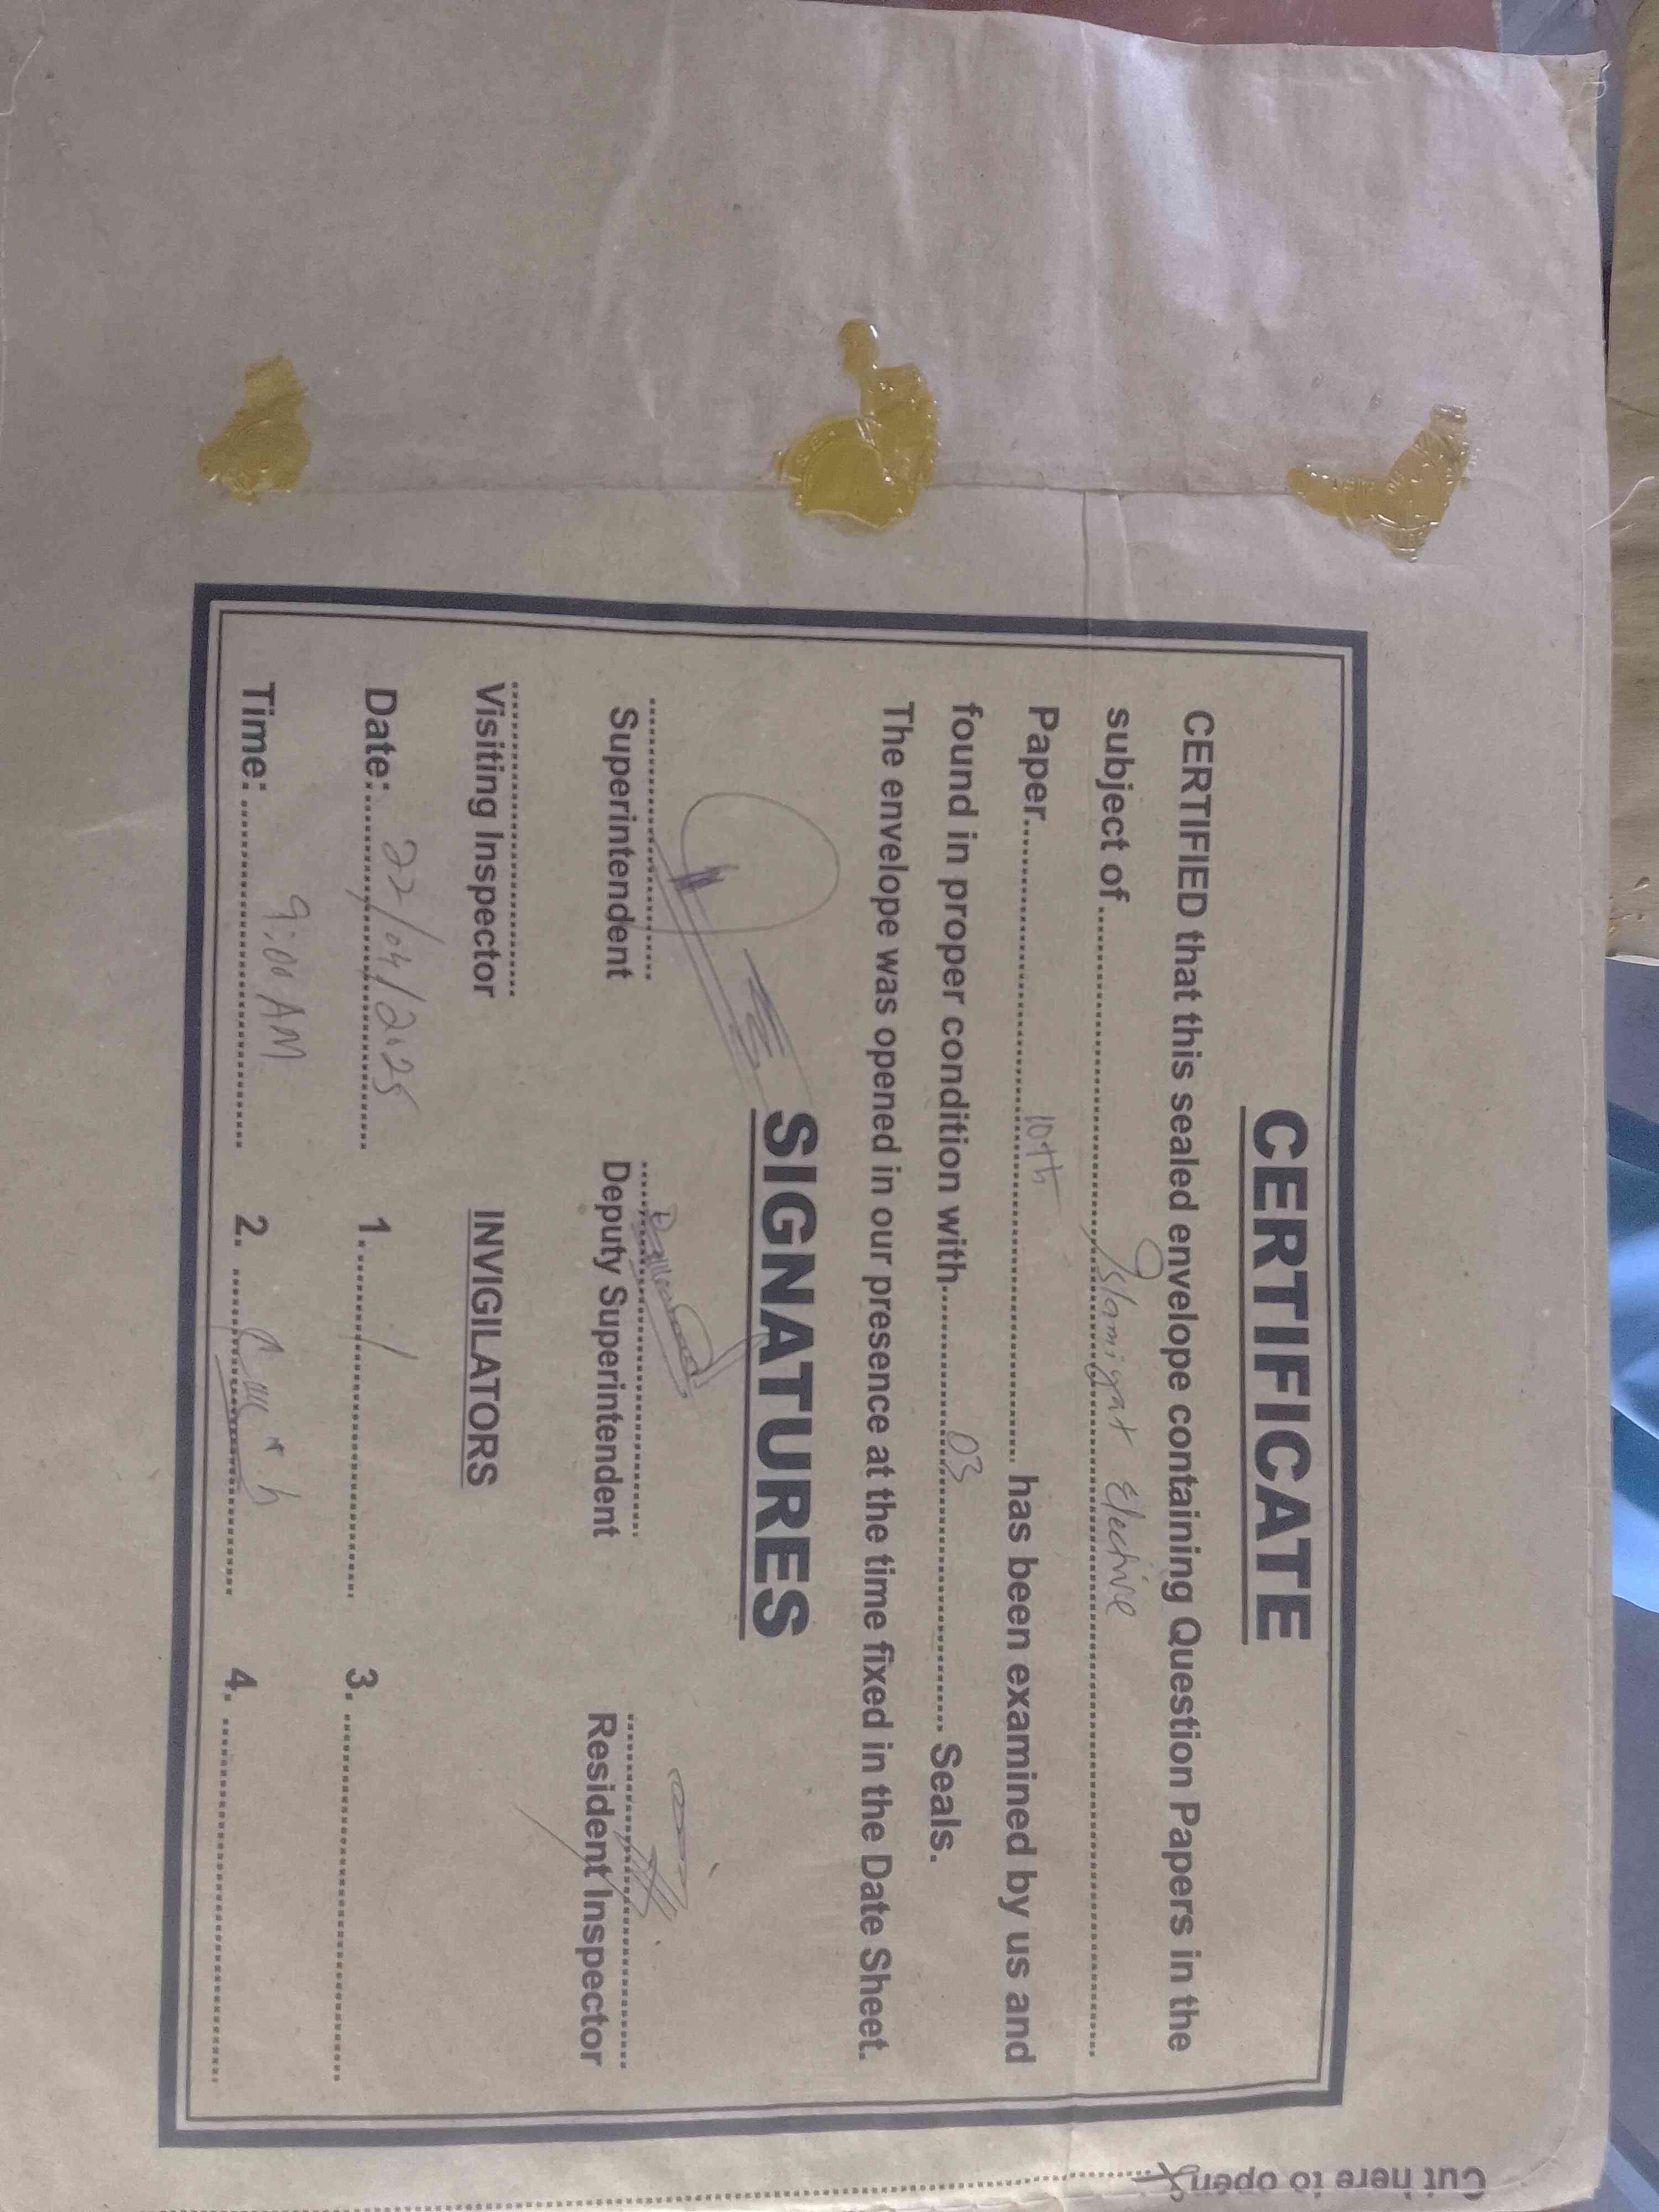 CERTIFICATE
CERTIFIED that this sealed envelope containing Question Papers in the
subject of Islamiyat Elective
Paper 10th has been examined by us and
found in proper condition with 03 Seals.
The envelope was opened in our presence at the time fixed in the Date Sheet.
SIGNATURES
Superintendent Deputy Superintendent Resident Inspector
Visiting Inspector INVIGILATORS
Date: 22/04/2025 1. / 3.
Time: 9:00 AM 2. 4.
Cut here to open